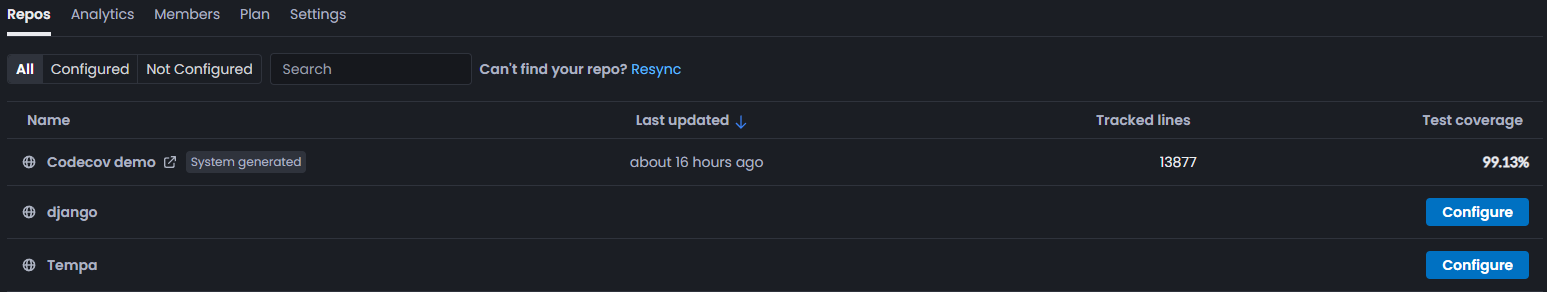 Repos Analytics Members Plan Settings
All Configured Not Configured Search Can't find your repo? Resync
Name Last updated Tracked lines Test coverage
Codecov demo System generated about 16 hours ago 13877 99.13%
django Configure
Tempa Configure